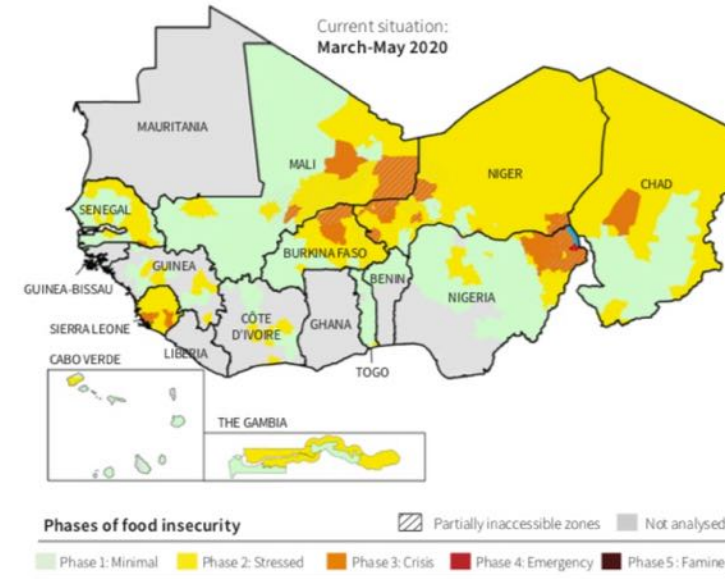 Current situation:
March-May 2020
MAURITANIA
MALI
NIGER
CHAD
SENEGAL
BURKINA FASO
GUINEA
BENIN
GUINEA-BISSAU
NIGERIA
CÔTE
D'IVOIRE
GHANA
SIERRA LEONE
LIBERIA
TOGO
CABO VERDE
THE GAMBIA
Phases of food insecurity
Partially inaccessible zones
Not analysed
Phase 1: Minimal
Phase 2: Stressed
Phase 3: Crisis
Phase 4: Emergency
Phase 5: Famine